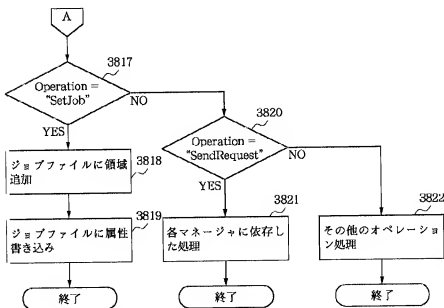 A
3817
Operation =
"SetJob"
NO
YES
3820
Operation =
"SendRequest"
NO
YES
ジョブファイルに領域
追加
3818
ジョブファイルに属性
書き込み
3819
各マネージャに依存し
た処理
3821
その他のオペレーショ
ン処理
3822
終了
終了
終了